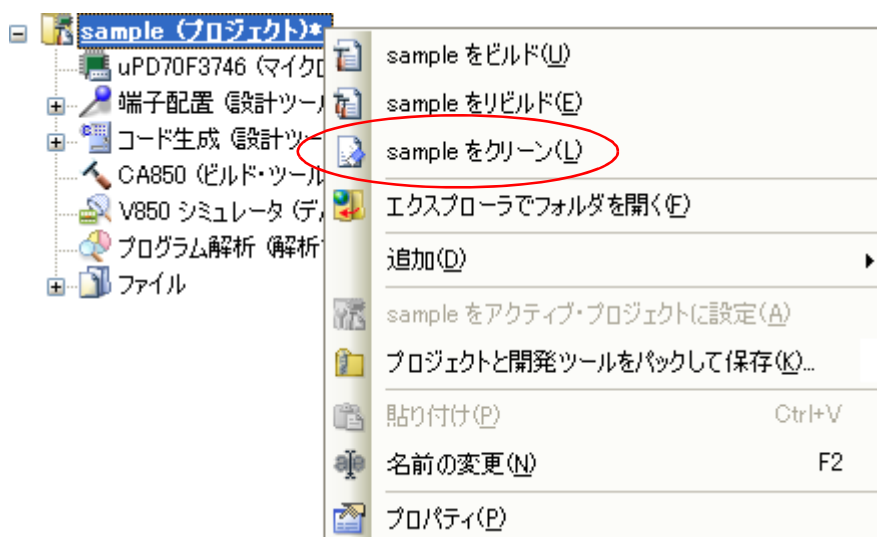 sample (プロジェクト)*
uPD70F3746 (マイクロ
端子配置 (設計ツール
コード生成 (設計ツー
CA850 (ビルド・ツール
V850 シミュレータ (デ
プログラム解析 (解析
ファイル
sample をビルド(U)
sample をリビルド(E)
sample をクリーン(L)
エクスプローラでフォルダを開く(F)
追加(D)
sample をアクティブ・プロジェクトに設定(A)
プロジェクトと開発ツールをパックして保存(K)...
貼り付け(P) Ctrl+V
名前の変更(N) F2
プロパティ(P)